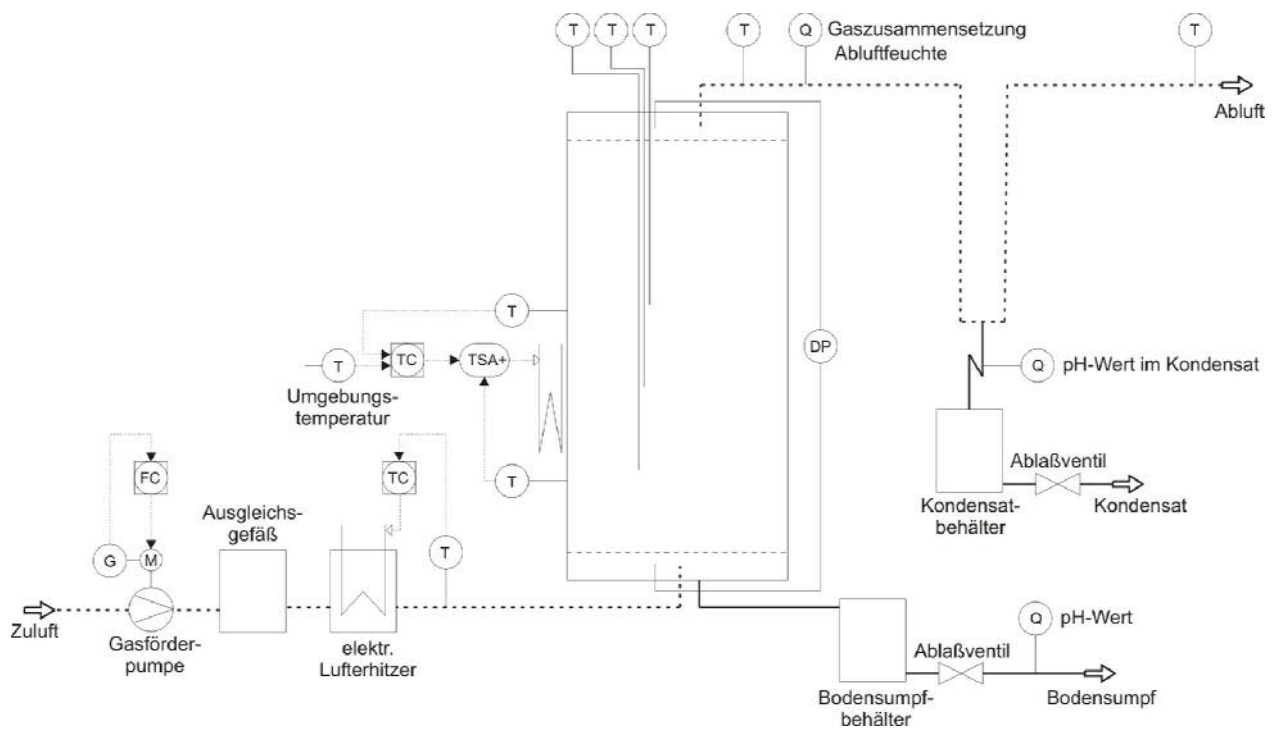 T T T T Q Gaszusammensetzung T
Abluftfeuchte
Abluft
T
T TC TSA+ DP
Q pH-Wert im Kondensat
Umgebungs-
temperatur
FC TC T
Ablaßventil
Kondensat-
behälter
Kondensat
Ausgleichs-
gefäß
G M T
Zuluft
Gasförder-
pumpe
elektr.
Lufterhitzer
Q pH-Wert
Ablaßventil
Bodensumpf-
behälter
Bodensumpf